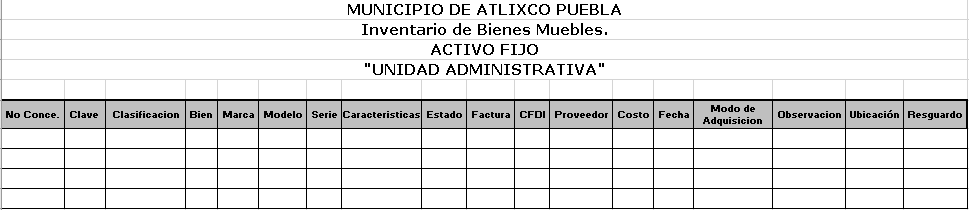 MUNICIPIO DE ATLIXCO PUEBLA
Inventario de Bienes Muebles.
ACTIVO FIJO
"UNIDAD ADMINISTRATIVA"
No Conce. Clave Clasificacion Bien Marca Modelo Serie Caracteristicas Estado Factura CFDI Proveedor Costo Fecha Modo de Adquisicion Observacion Ubicación Resguardo